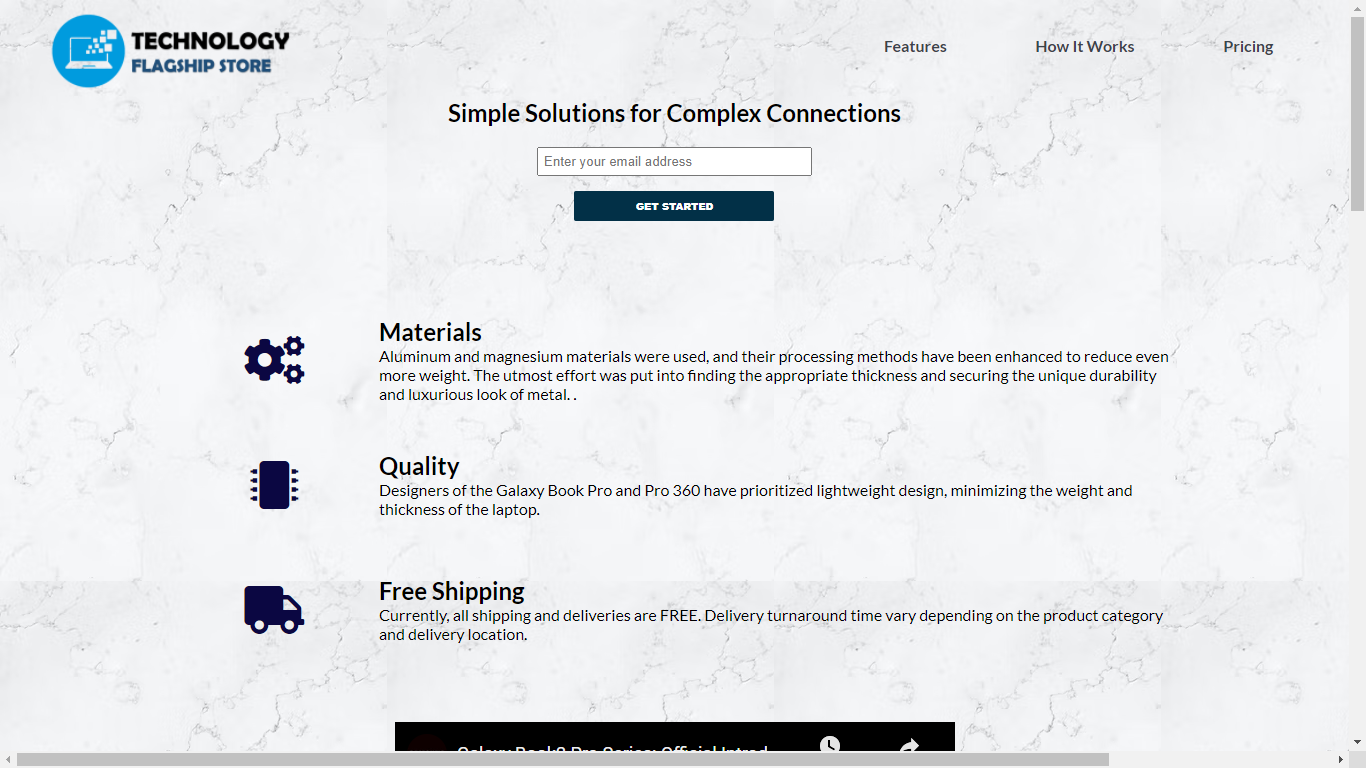 TECHNOLOGY
FLAGSHIP STORE
Features
How It Works
Pricing
Simple Solutions for Complex Connections
Enter your email address
GET STARTED
Materials
Aluminum and magnesium materials were used, and their processing methods have been enhanced to reduce even
more weight. The utmost effort was put into finding the appropriate thickness and securing the unique durability
and luxurious look of metal. .
Quality
Designers of the Galaxy Book Pro and Pro 360 have prioritized lightweight design, minimizing the weight and
thickness of the laptop.
Free Shipping
Currently, all shipping and deliveries are FREE. Delivery turnaround time vary depending on the product category
and delivery location.
Pro Series: Official